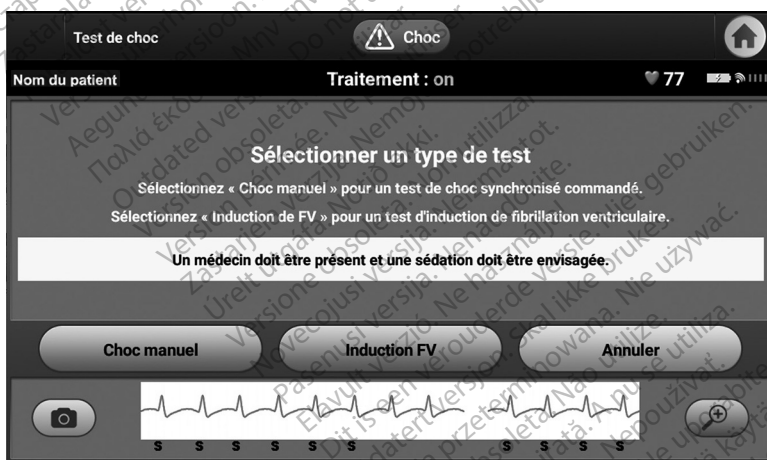 Test de choc
Choc
Nom du patient
Traitement : on
77
Sélectionner un type de test
Sélectionnez « Choc manuel » pour un test de choc synchronisé commandé.
Sélectionnez « Induction de FV » pour un test d'induction de fibrillation ventriculaire.
Un médecin doit être présent et une sédation doit être envisagée.
Choc manuel
Induction FV
Annuler
S S S S S S S S S S